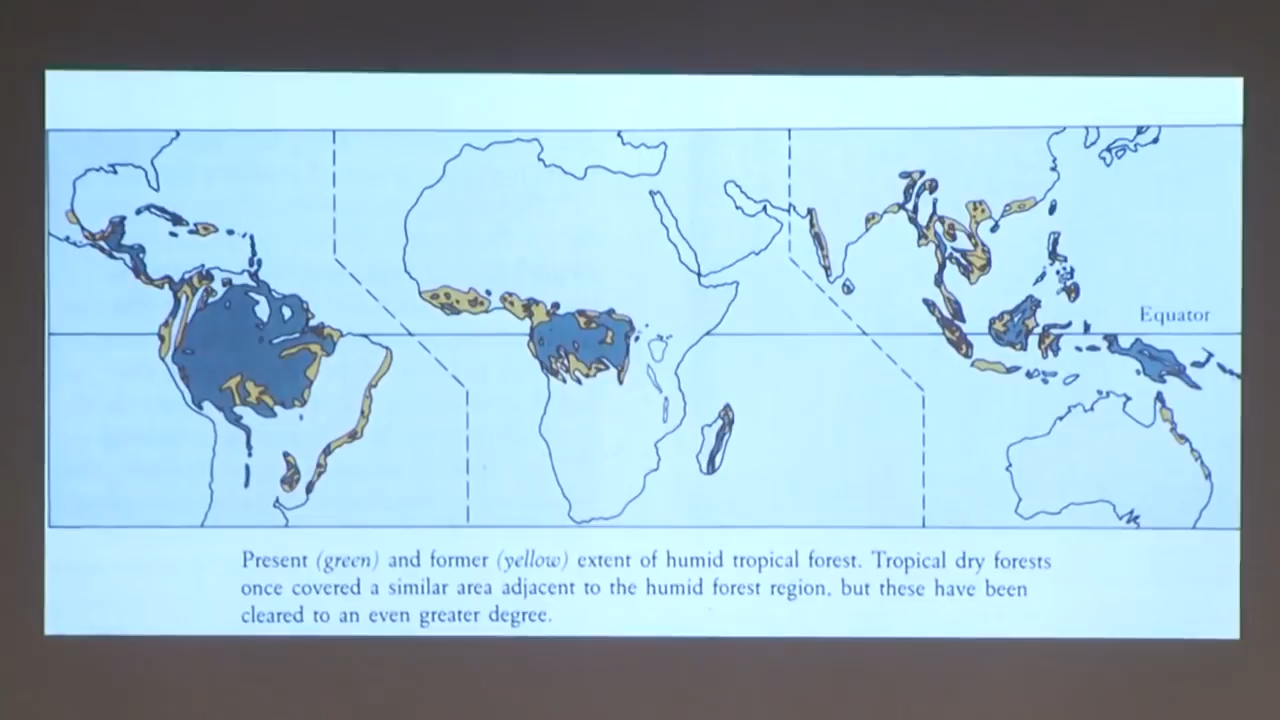 Equator
Present (green) and former (yellow) extent of humid tropical forest. Tropical dry forests
once covered a similar area adjacent to the humid forest region, but these have been
cleared to an even greater degree.